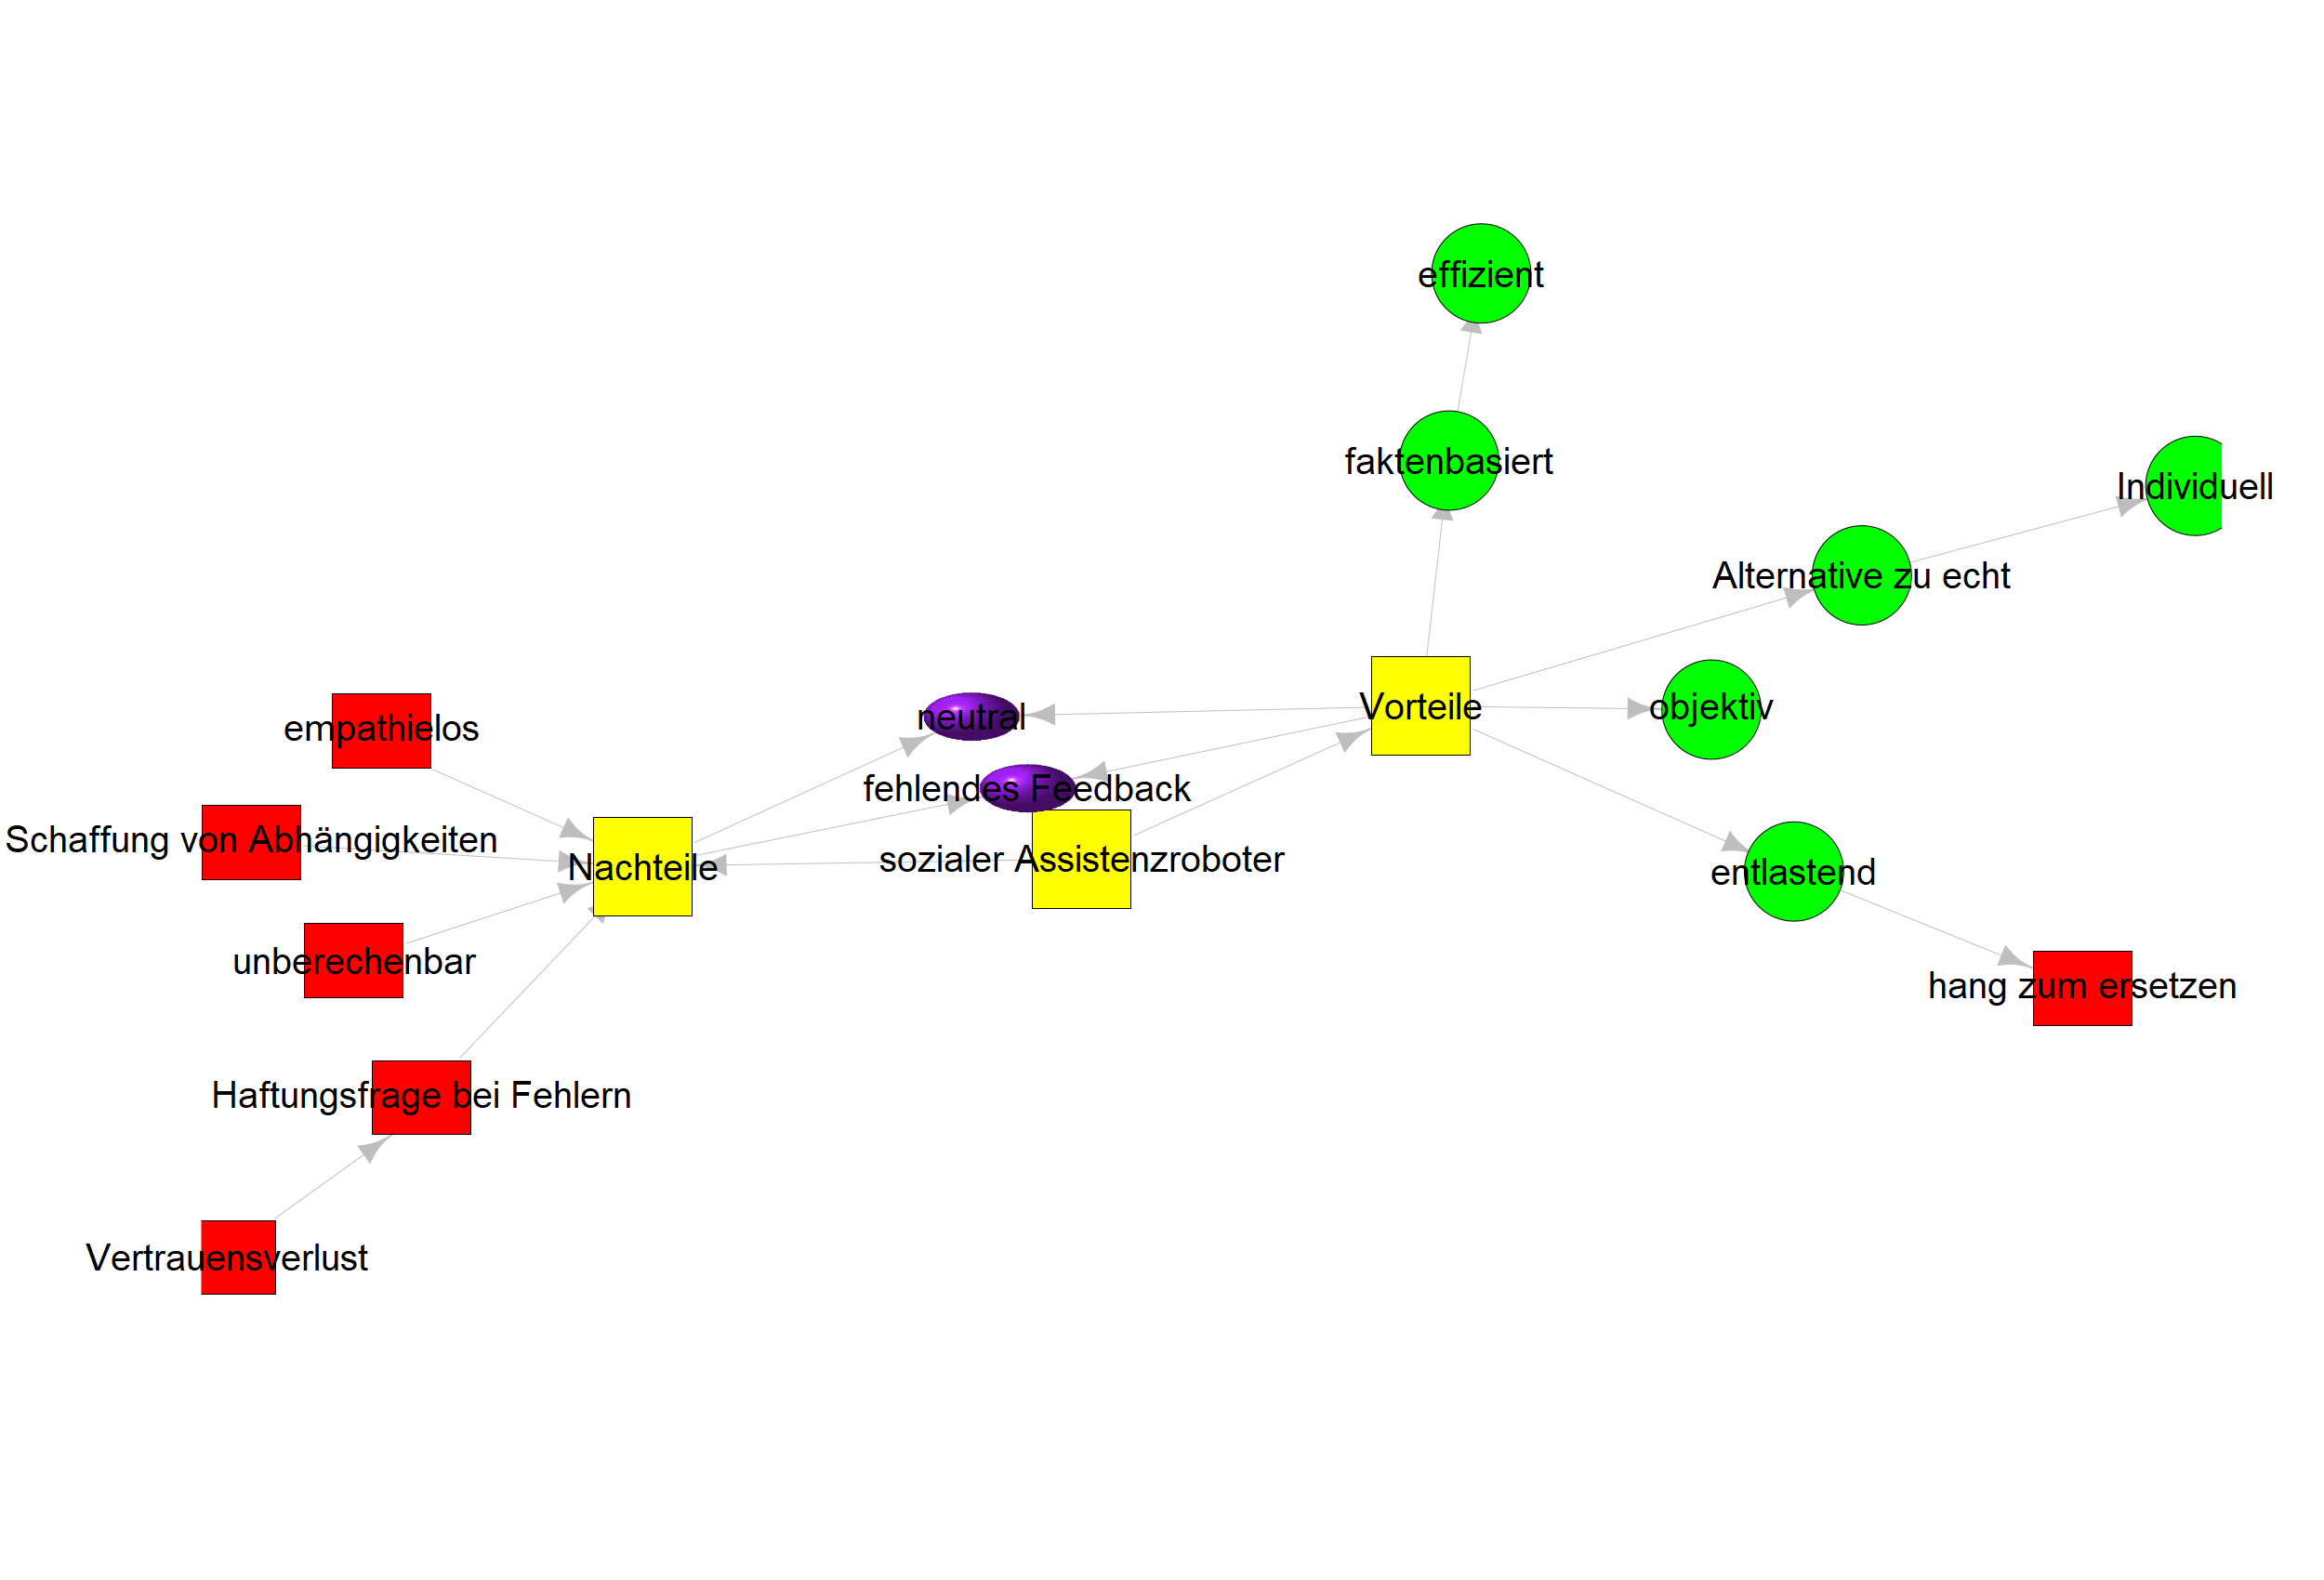 effizient
faktenbasiert
Individuell
Alternative zu echt
Vorteile
objektiv
neutral
empathielos
fehlendes Feedback
Schaffung von Abhängigkeiten
sozialer Assistenzroboter
Nachteile
entlastend
unberechenbar
hang zum ersetzen
Haftungsfrage bei Fehlern
Vertrauensverlust